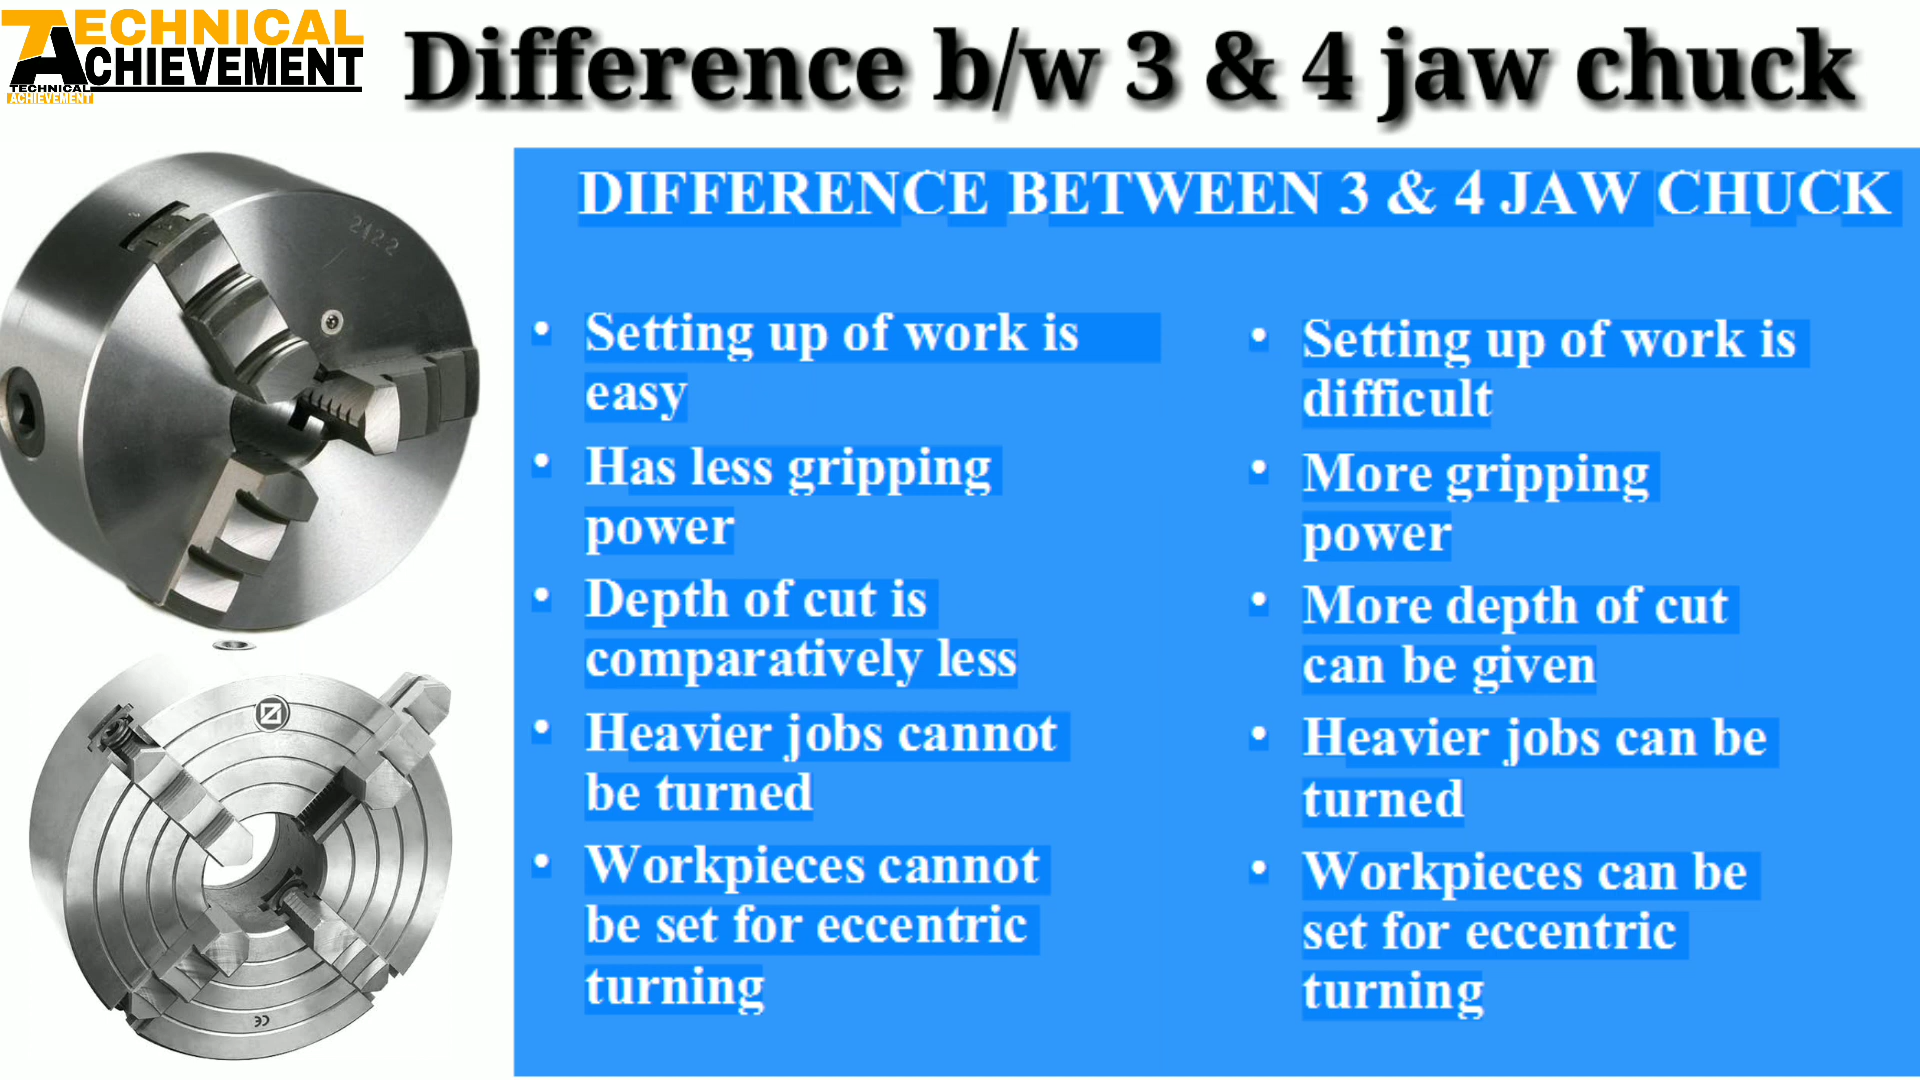 TECHNICAL
ACHIEVEMENT
TECHNICAL
ACHIEVEMENT
Difference b/w 3 & 4 jaw chuck
2122
DIFFERENCE BETWEEN 3 & 4 JAW CHUCK
• Setting up of work is
easy
• Has less gripping
power
• Depth of cut is
comparatively less
• Heavier jobs cannot
be turned
• Workpieces cannot
be set for eccentric
turning
• Setting up of work is
difficult
• More gripping
power
• More depth of cut
can be given
• Heavier jobs can be
turned
• Workpieces can be
set for eccentric
turning